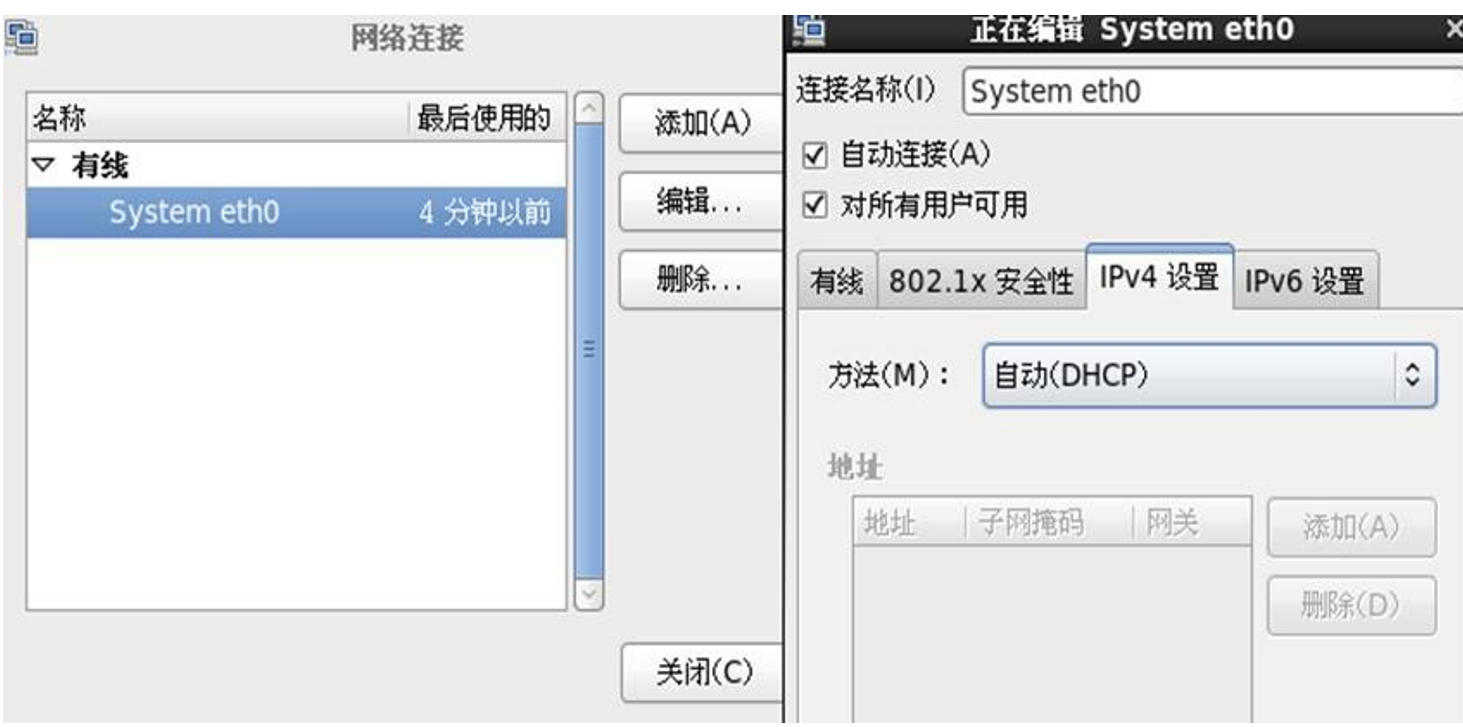 网络连接
名称 最后使用的
有线
System eth0 4 分钟以前
添加(A)
编辑...
删除...
关闭(C)
正在编辑 System eth0
连接名称(I) System eth0
自动连接(A)
对所有用户可用
有线 802.1x 安全性 IPv4 设置 IPv6 设置
方法(M)： 自动(DHCP)
地址
地址 子网掩码 网关
添加(A)
删除(D)